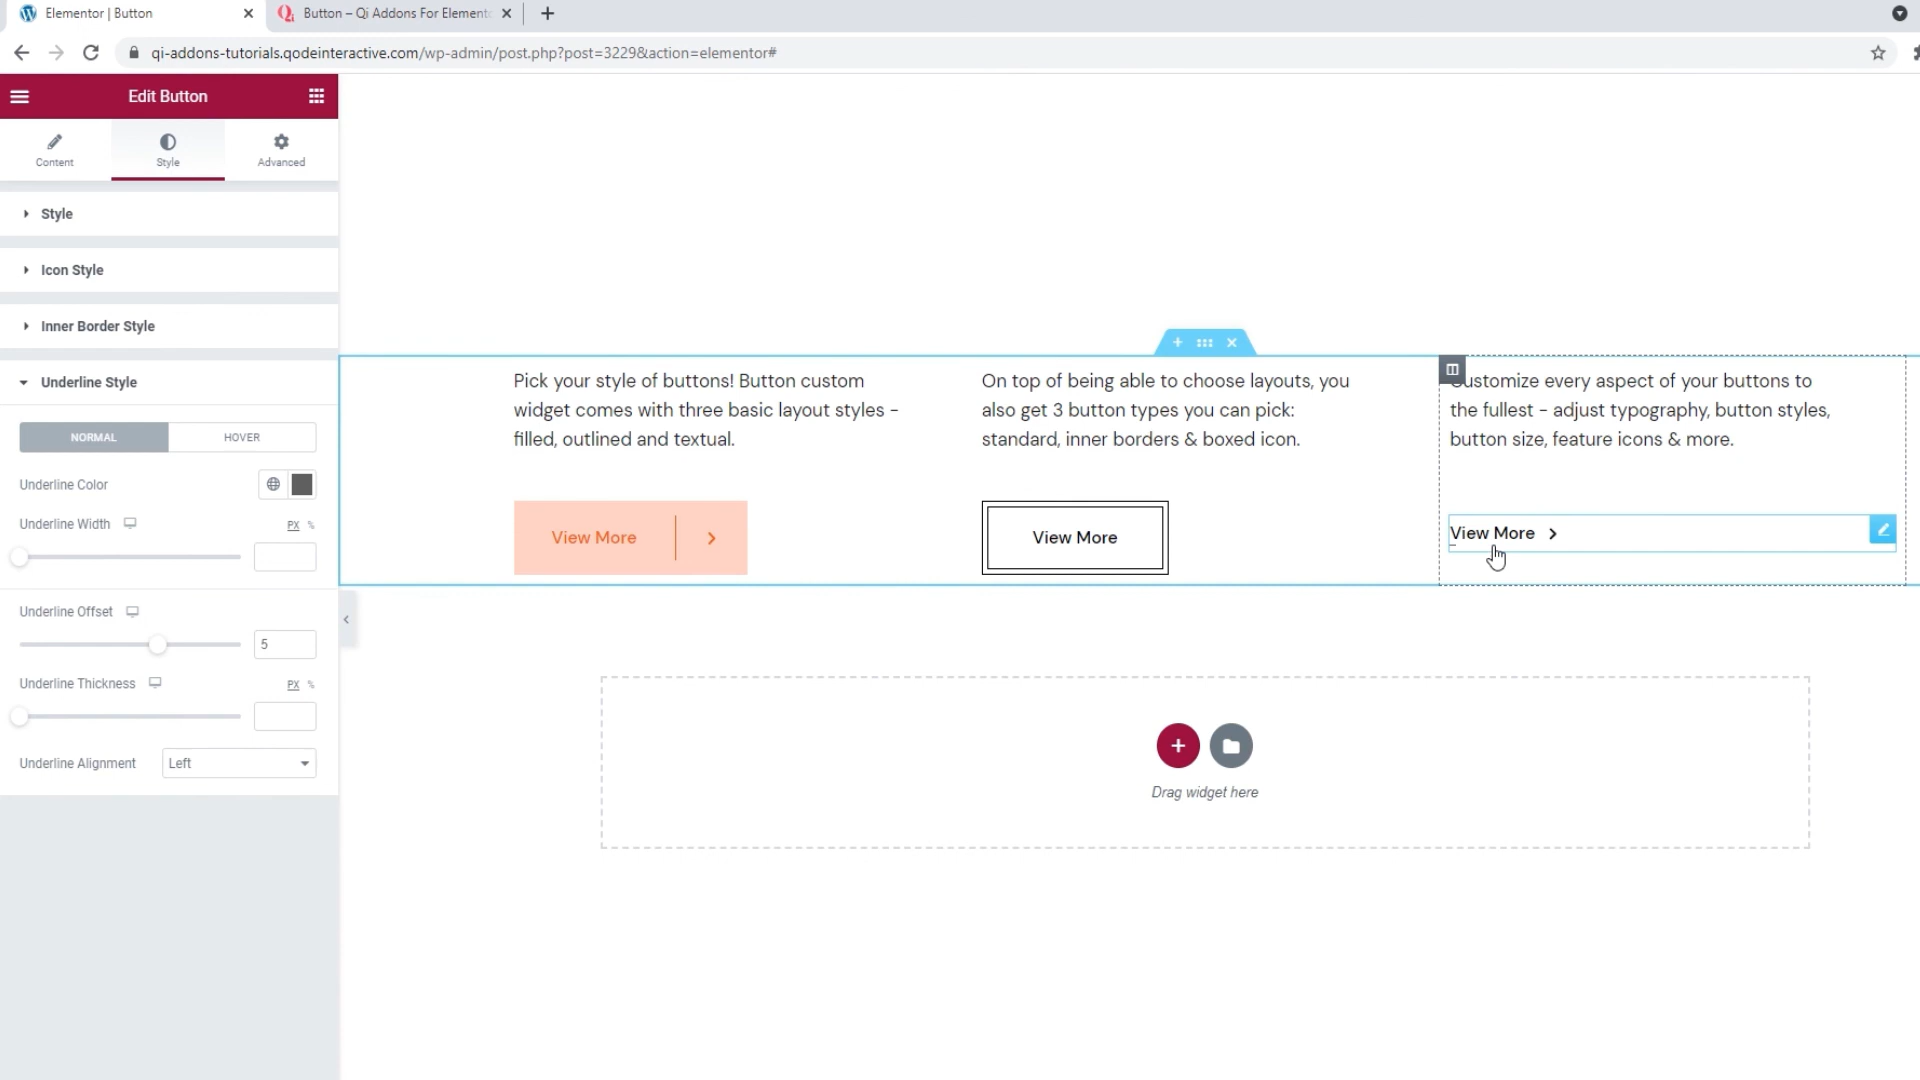 Elementor | Button
Button – Qi Addons For Elemento
qi-addons-tutorials.qodeinteractive.com/wp-admin/post.php?post=3229&action=elementor#
Edit Button
Content
Style
Advanced
Style
Icon Style
Inner Border Style
Underline Style
NORMAL
HOVER
Underline Color
Underline Width
PX %
Underline Offset
5
Underline Thickness
PX %
Underline Alignment
Left
Pick your style of buttons! Button custom
widget comes with three basic layout styles –
filled, outlined and textual.
View More
On top of being able to choose layouts, you
also get 3 button types you can pick:
standard, inner borders & boxed icon.
View More
Customize every aspect of your buttons to
the fullest – adjust typography, button styles,
button size, feature icons & more.
View More
Drag widget here